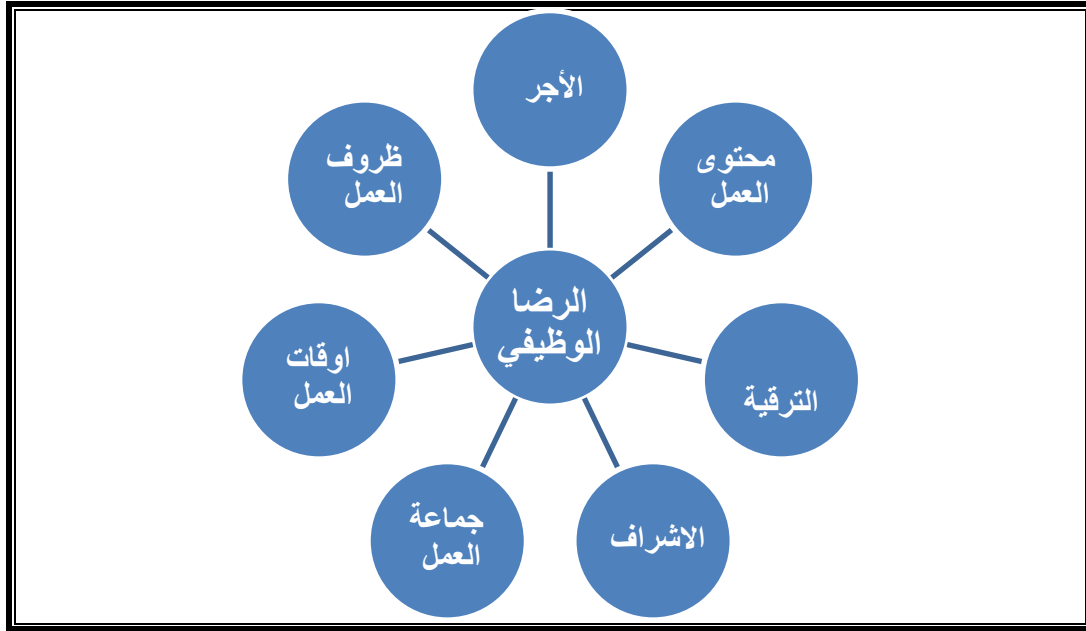 الأجر
محتوى
العمل
الترقية
الاشراف
جماعة
العمل
اوقات
العمل
ظروف
العمل
الرضا
الوظيفي